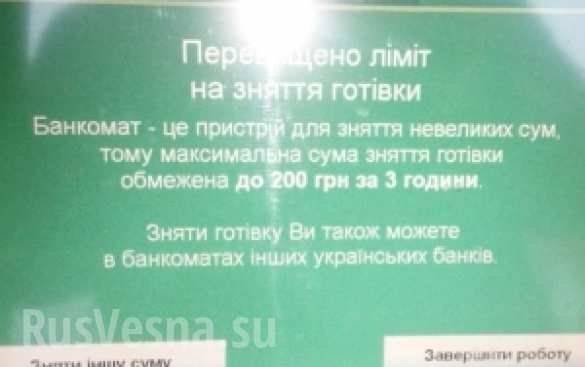 Перевищено ліміт
на зняття готівки
Банкомат - це пристрій для зняття невеликих сум,
тому максимальна сума зняття готівки
обмежена до 200 грн за 3 години.
Зняти готівку Ви також можете
в банкоматах інших українських банків.
RusVesna.su
Зняти іншу суму
Завершити роботу